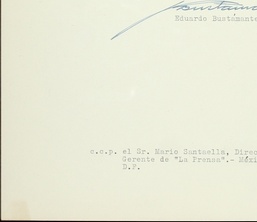 Eduardo Bustamante
c.c.p. el Sr. Mario Santaella, Direc
Gerente de "La Prensa".- Méxi
D.F.